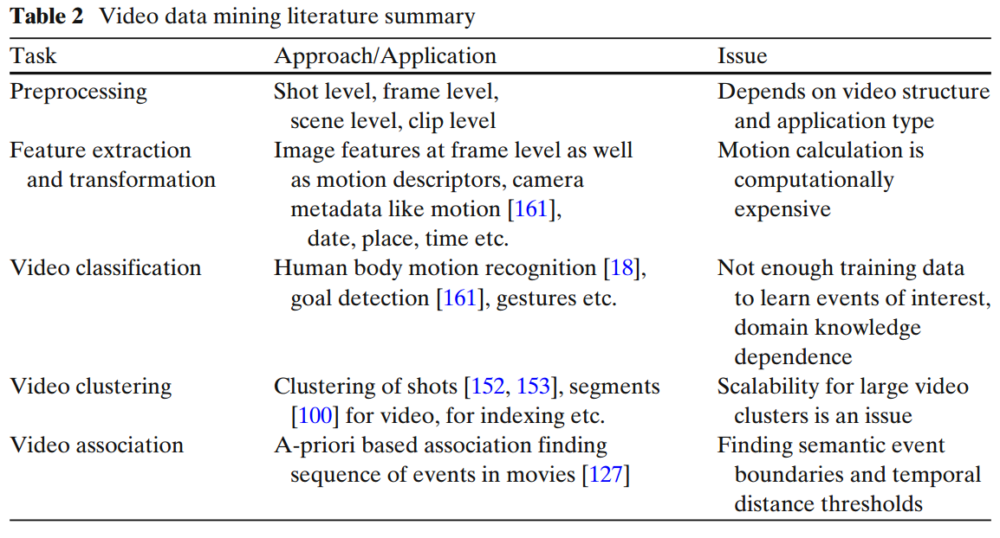 Table 2 Video data mining literature summary
Task Approach/Application Issue
Preprocessing Shot level, frame level, Depends on video structure
scene level, clip level and application type
Feature extraction Image features at frame level as well Motion calculation is
and transformation as motion descriptors, camera computationally
metadata like motion [161], expensive
date, place, time etc.
Video classification Human body motion recognition [18], Not enough training data
goal detection [161], gestures etc. to learn events of interest,
domain knowledge
dependence
Video clustering Clustering of shots [152, 153], segments Scalability for large video
[100] for video, for indexing etc. clusters is an issue
Video association A-priori based association finding Finding semantic event
sequence of events in movies [127] boundaries and temporal
distance thresholds